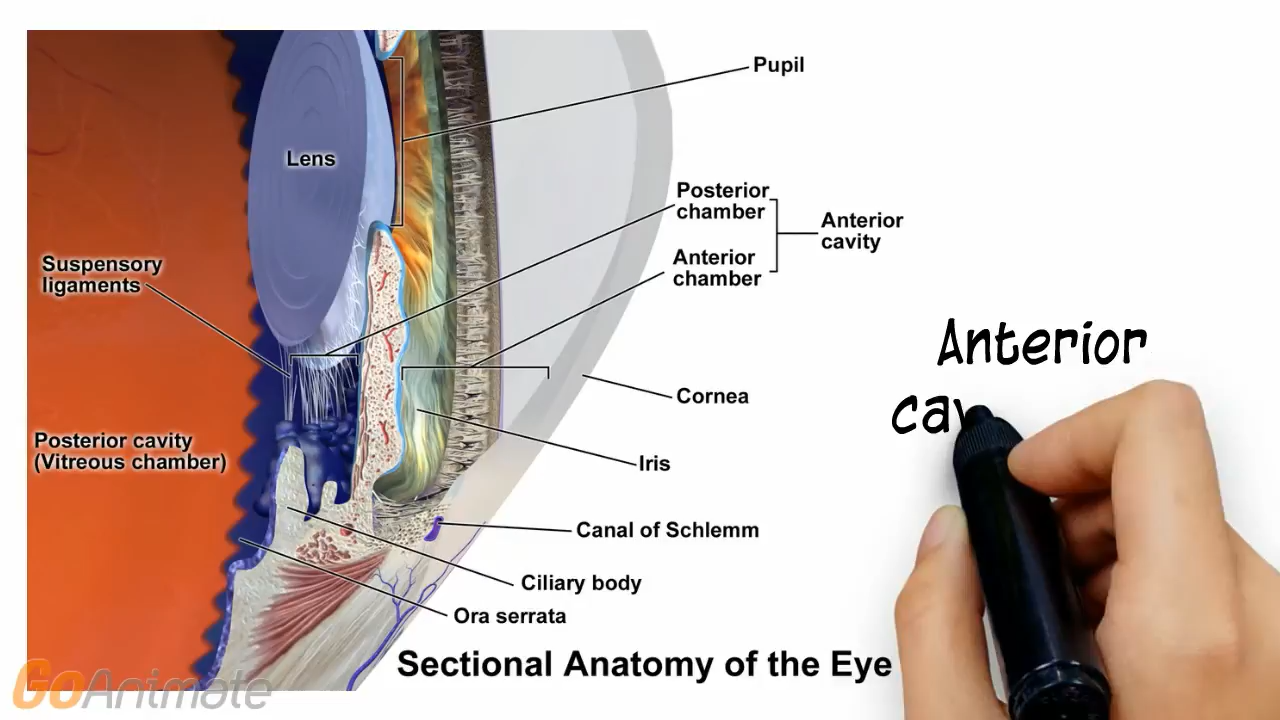 Pupil
Lens
Posterior
chamber
Anterior
cavity
Anterior
chamber
Suspensory
ligaments
Anterior
cav
Cornea
Posterior cavity
(Vitreous chamber)
Iris
Canal of Schlemm
Ciliary body
Ora serrata
Sectional Anatomy of the Eye
GoAnimate